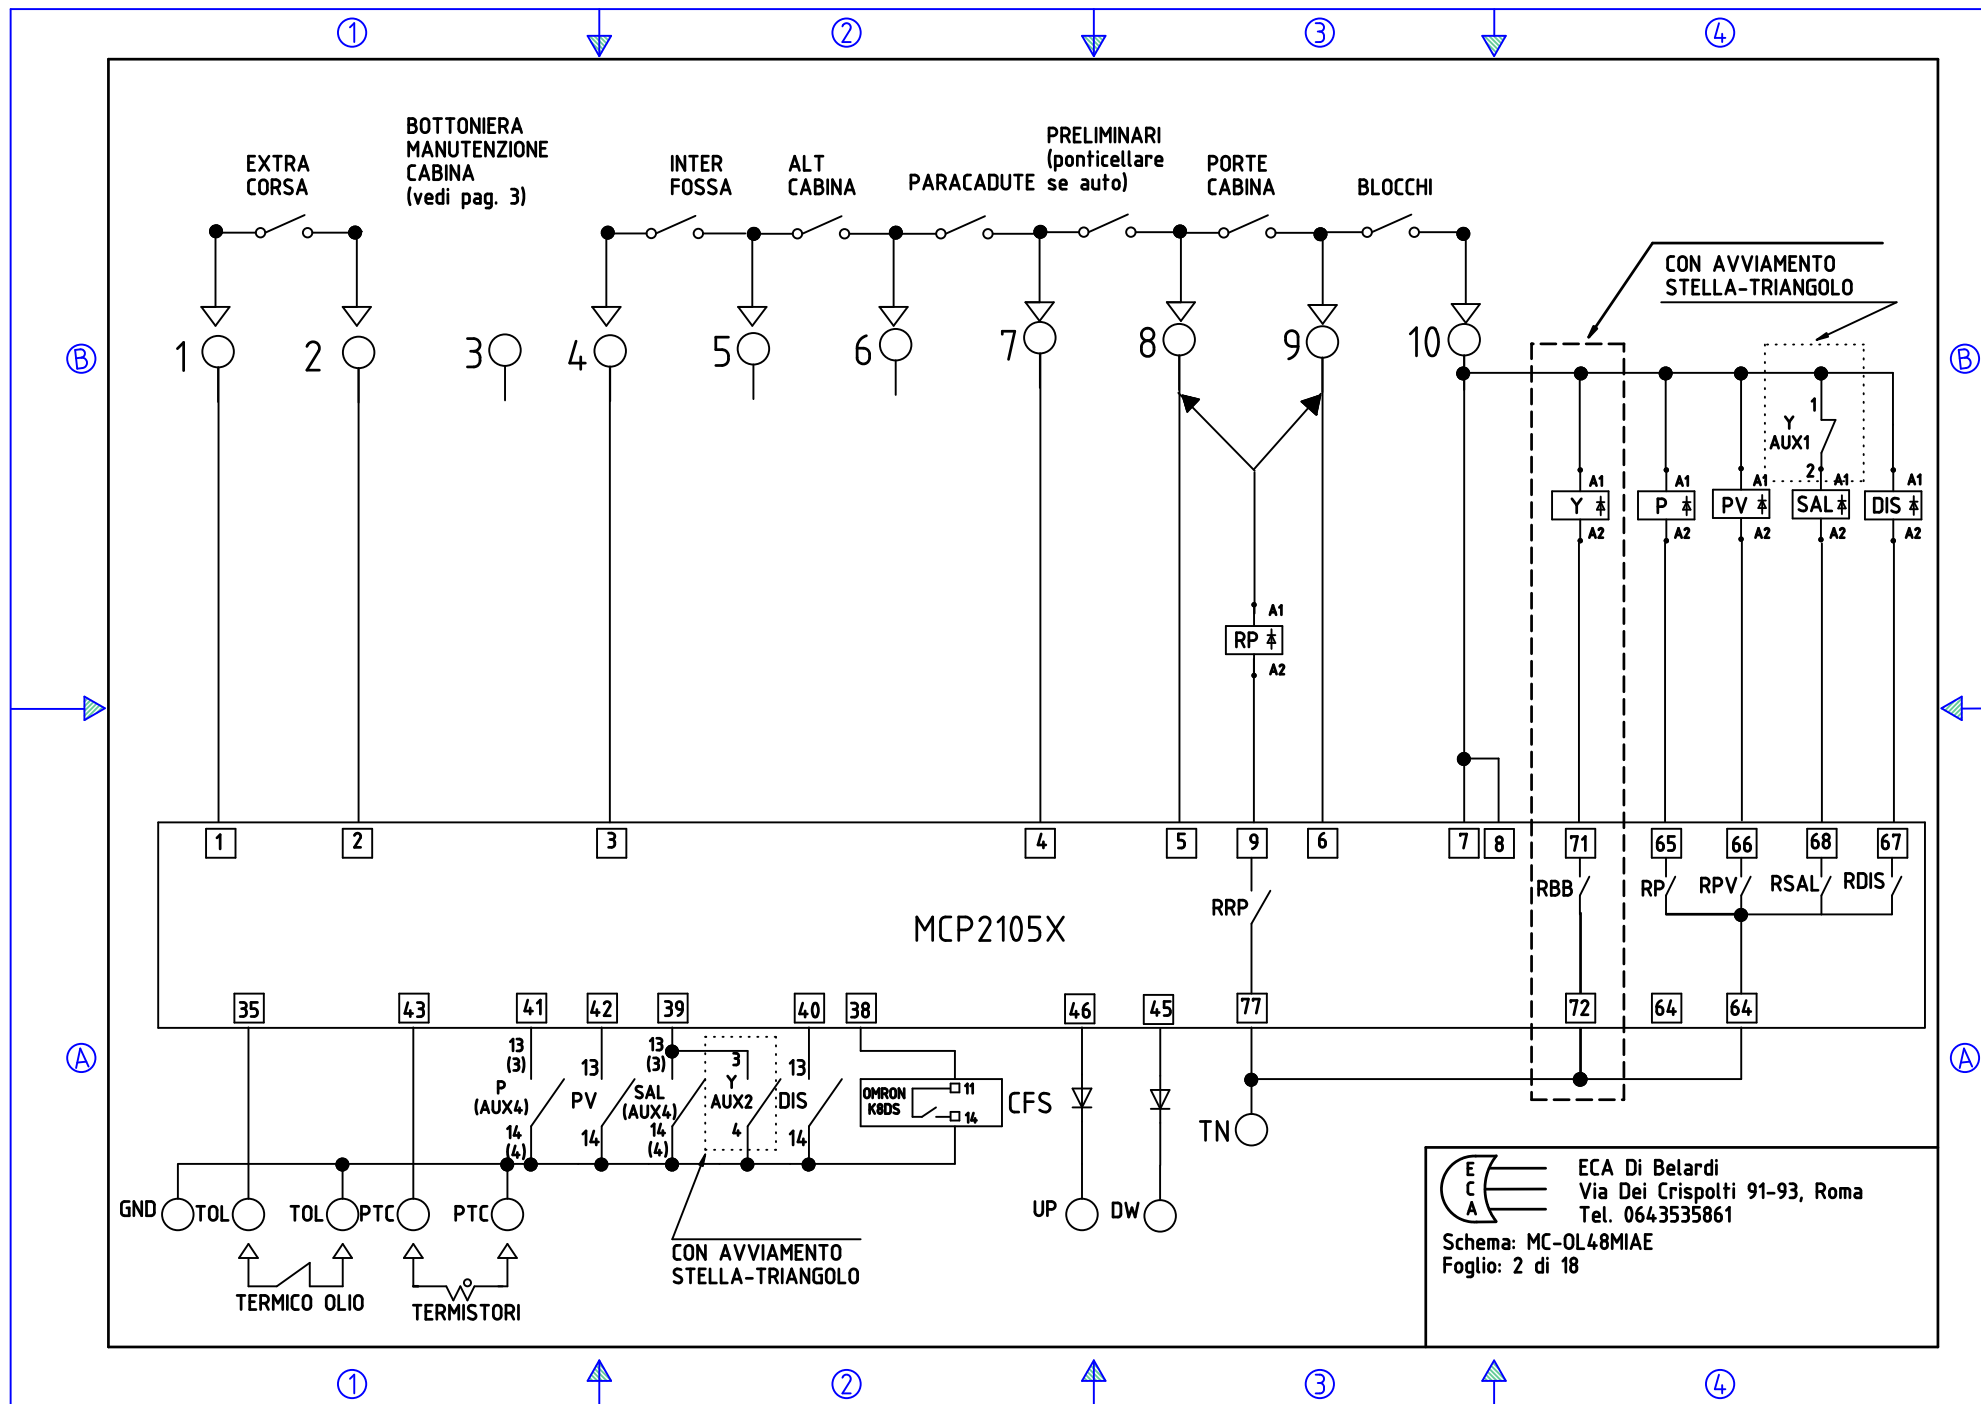 1 2 3 4
BOTTONIERA
MANUTENZIONE
CABINA
(vedi pag. 3)
EXTRA
CORSA
INTER
FOSSA
ALT
CABINA
PARACADUTE
PRELIMINARI
(ponticellare
se auto)
PORTE
CABINA
BLOCCHI
CON AVVIAMENTO
STELLA-TRIANGOLO
B 1 2 3 4 5 6 7 8 9 10 B
1
Y
AUX1
2
A1 A1 A1 A1 A1
Y P PV SAL DIS
A2 A2 A2 A2 A2
A1
RP
A2
1 2 3 4 5 9 6 7 8 71 65 66 68 67
RRP RBB RP RPV RSAL RDIS
MCP2105X
35 43 41 42 39 40 38 46 45 77 72 64 64
A A
13
(3)
P
(AUX4)
14
(4)
13
PV
14
13
(3)
SAL
(AUX4)
14
(4)
3
Y
AUX2
4
13
DIS
14
OMRON
K8DS
11
14
CFS
TN
GND TOL TOL PTC PTC UP DW
TERMICO OLIO
TERMISTORI
CON AVVIAMENTO
STELLA-TRIANGOLO
E
C
A
ECA Di Belardi
Via Dei Crispolti 91-93, Roma
Tel. 0643535861
Schema: MC-OL48MIAE
Foglio: 2 di 18
1 2 3 4